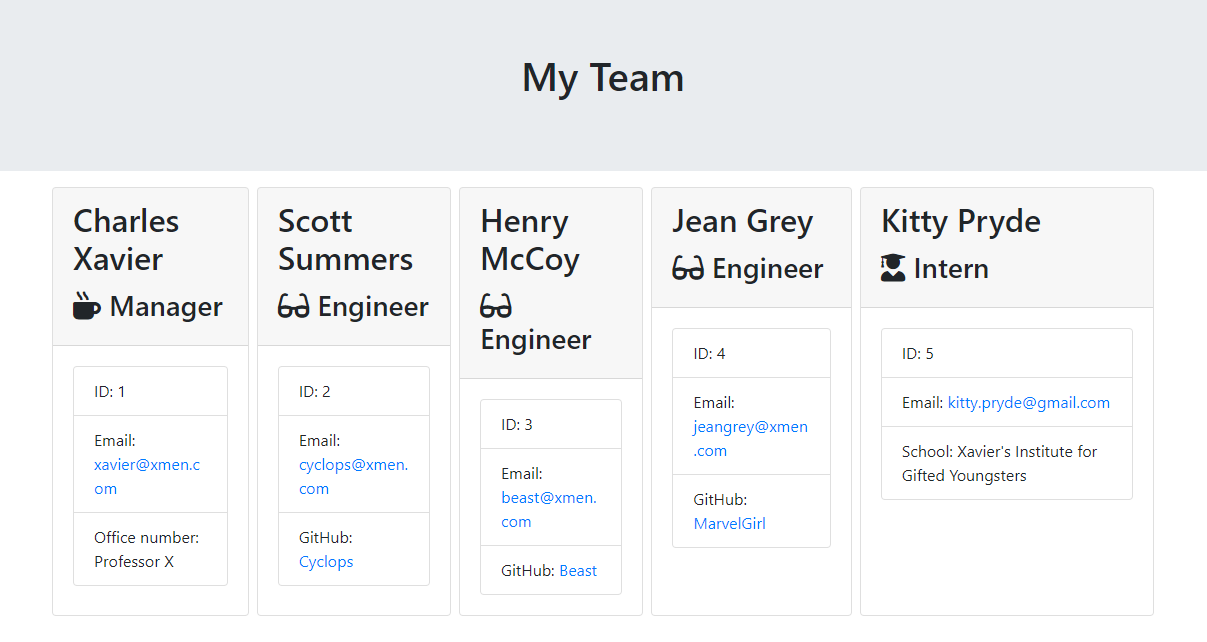 My Team
Charles
Xavier
Manager
ID: 1
Email:
xavier@xmen.c
om
Office number:
Professor X
Scott
Summers
Engineer
ID: 2
Email:
cyclops@xmen.
com
GitHub:
Cyclops
Henry
McCoy
Engineer
ID: 3
Email:
beast@xmen.
com
GitHub: Beast
Jean Grey
Engineer
ID: 4
Email:
jeangrey@xmen
.com
GitHub:
MarvelGirl
Kitty Pryde
Intern
ID: 5
Email: kitty.pryde@gmail.com
School: Xavier's Institute for
Gifted Youngsters